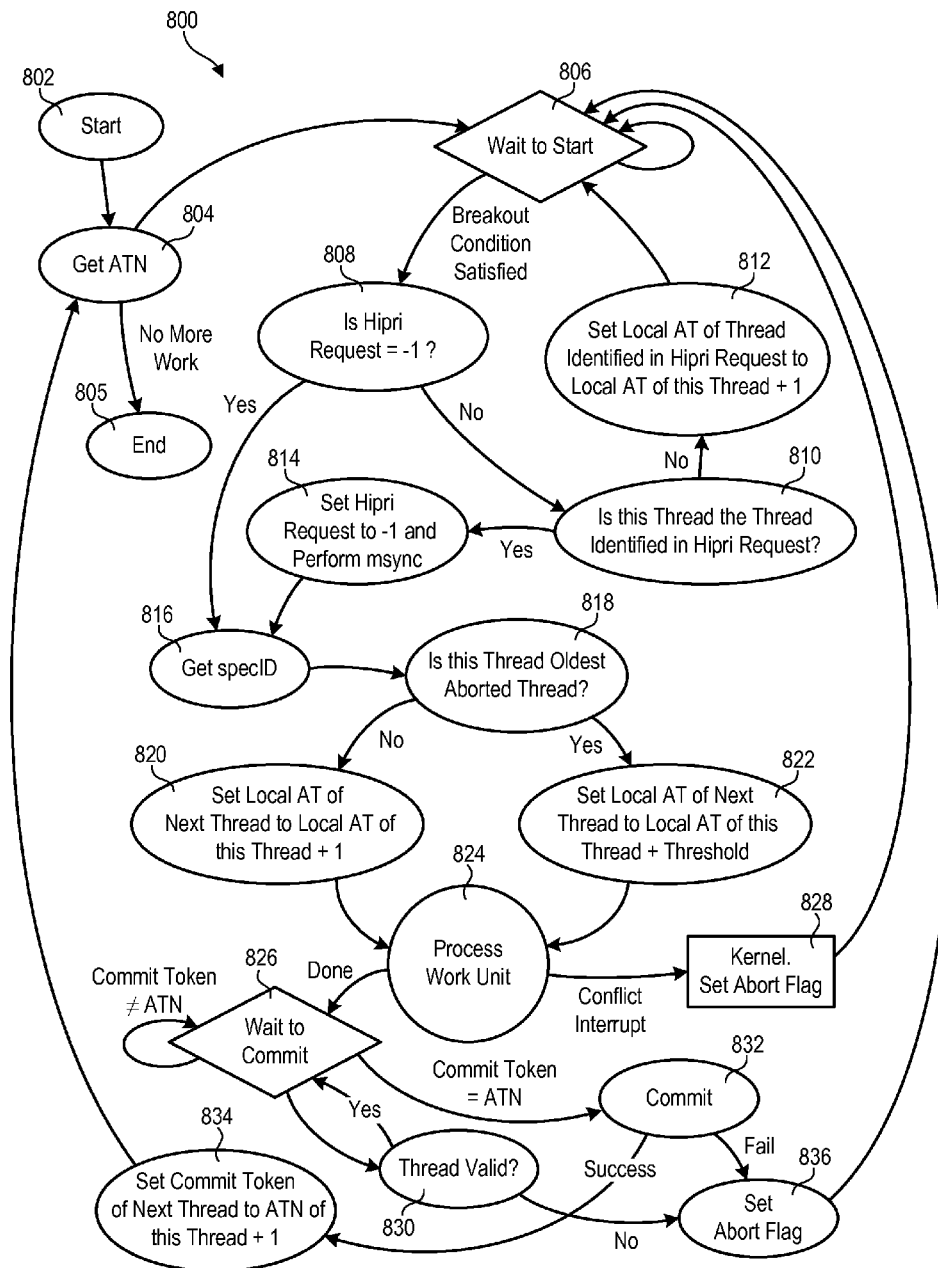 800
802
Start
806
Wait to Start
804
Get ATN
Breakout
Condition
Satisfied
808
Is Hipri
Request = -1 ?
812
Set Local AT of Thread
Identified in Hipri Request to
Local AT of this Thread + 1
No More
Work
805
End
Yes
No
No
814
Set Hipri
Request to -1 and
Perform msync
Yes
810
Is this Thread the Thread
Identified in Hipri Request?
816
Get specID
818
Is this Thread Oldest
Aborted Thread?
No
Yes
820
Set Local AT of
Next Thread to Local AT of
this Thread + 1
822
Set Local AT of Next
Thread to Local AT of this
Thread + Threshold
824
Process
Work Unit
828
Kernel.
Set Abort Flag
Conflict
Interrupt
Done
826
Wait to
Commit
Commit Token
≠ ATN
Commit Token
= ATN
832
Commit
Yes
Thread Valid?
830
Success
Fail
No
834
Set Commit Token
of Next Thread to ATN of
this Thread + 1
836
Set
Abort Flag